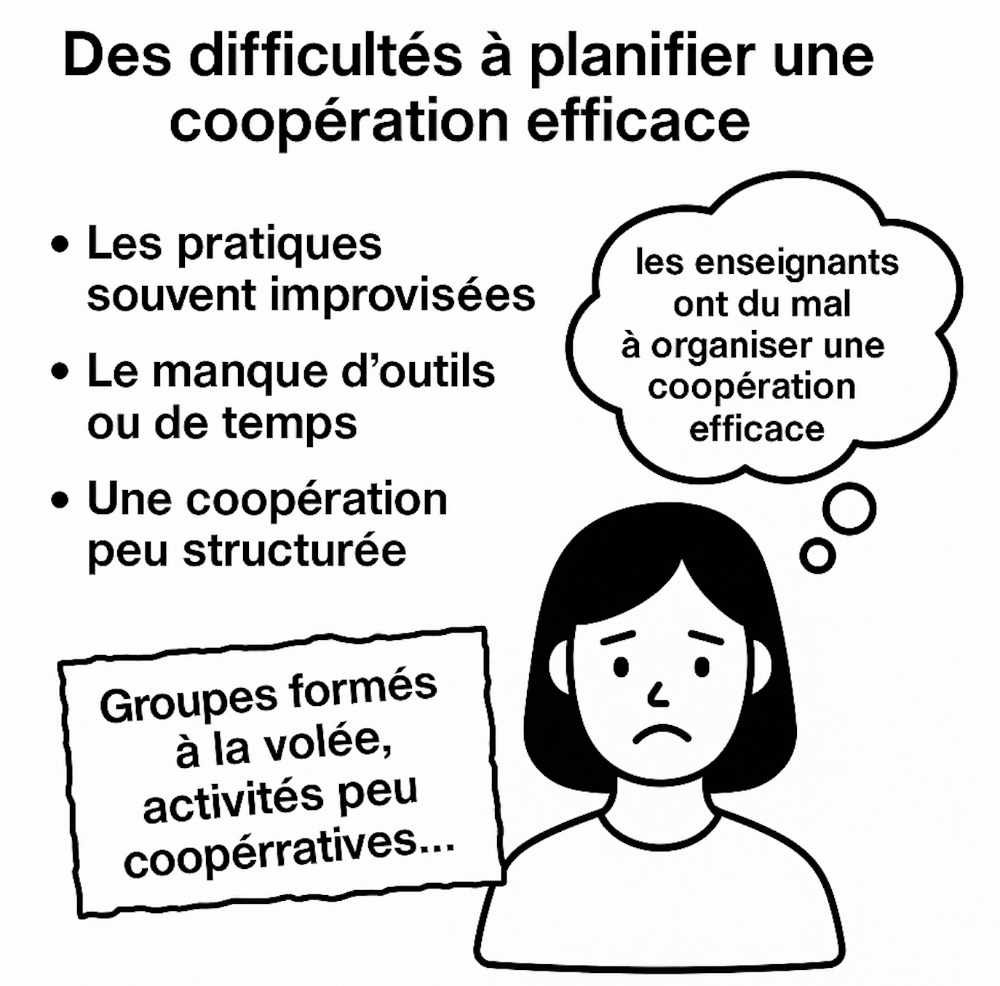 Des difficultés à planifier une
coopération efficace
• Les pratiques
souvent improvisées
• Le manque d’outils
ou de temps
• Une coopération
peu structurée
les enseignants
ont du mal
à organiser une
coopération
efficace
Groupes formés
à la volée,
activités peu
coopérratives...